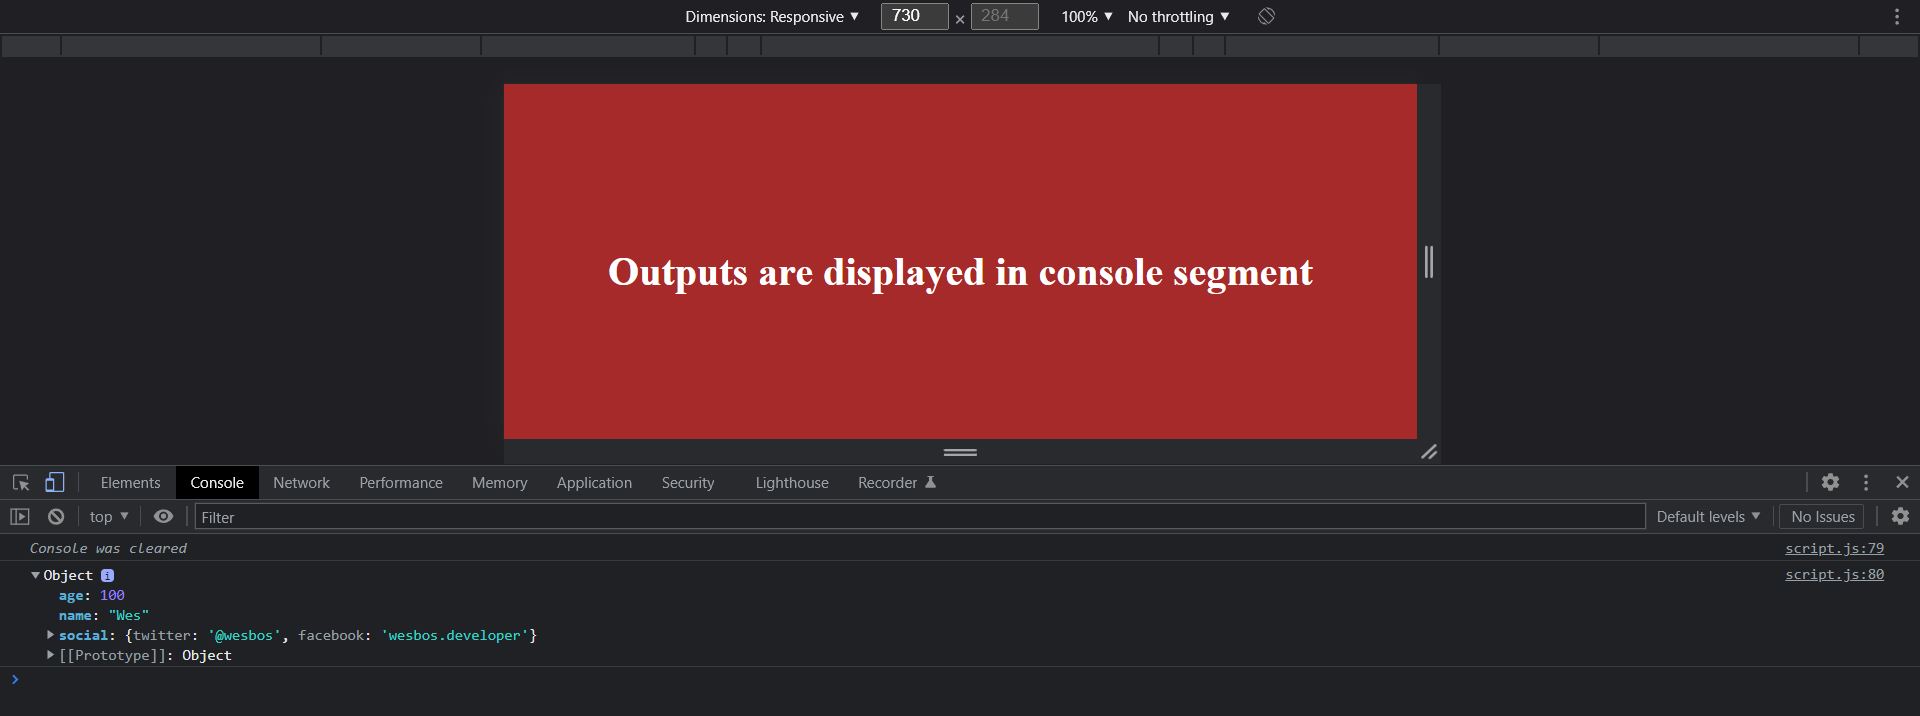 Dimensions: Responsive ▼ 730 × 284 100% ▼ No throttling ▼
Outputs are displayed in console segment
Elements Console Network Performance Memory Application Security Lighthouse Recorder
top ▼ Filter Default levels ▼ No Issues
Console was cleared script.js:79
▼Object i script.js:80
age: 100
name: "Wes"
▶social: {twitter: '@wesbos', facebook: 'wesbos.developer'}
▶[[Prototype]]: Object